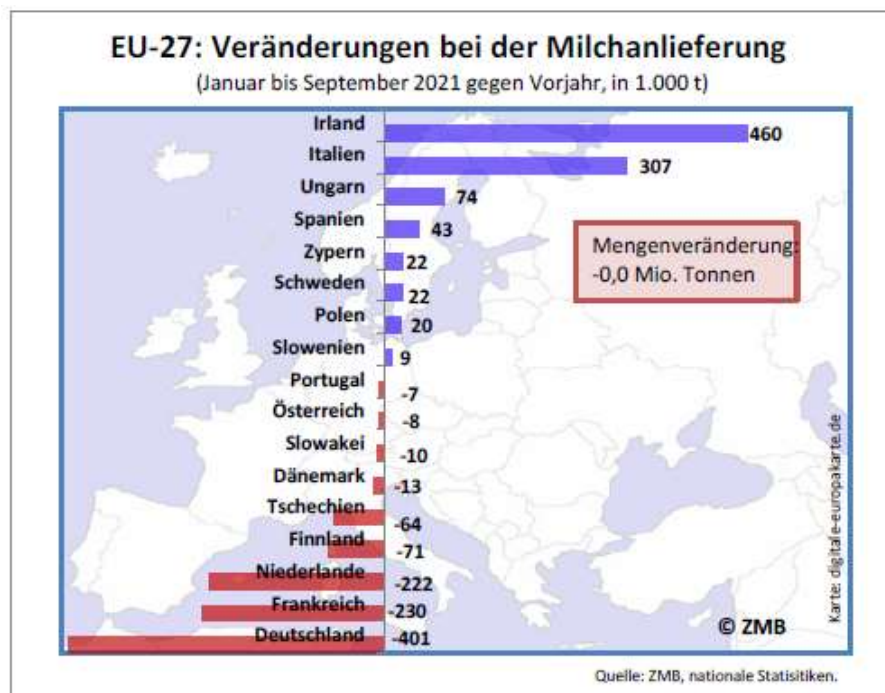 EU-27: Veränderungen bei der Milchanlieferung
(Januar bis September 2021 gegen Vorjahr, in 1.000 t)
Irland 460
Italien 307
Ungarn 74
Spanien 43
Zypern 22
Schweden 22
Polen 20
Slowenien 9
Portugal -7
Österreich -8
Slowakei -10
Dänemark -13
Tschechien -64
Finnland -71
Niederlande -222
Frankreich -230
Deutschland -401
Mengenveränderung:
-0,0 Mio. Tonnen
Karte: digitale-europakarte.de
© ZMB
Quelle: ZMB, nationale Statisitiken.